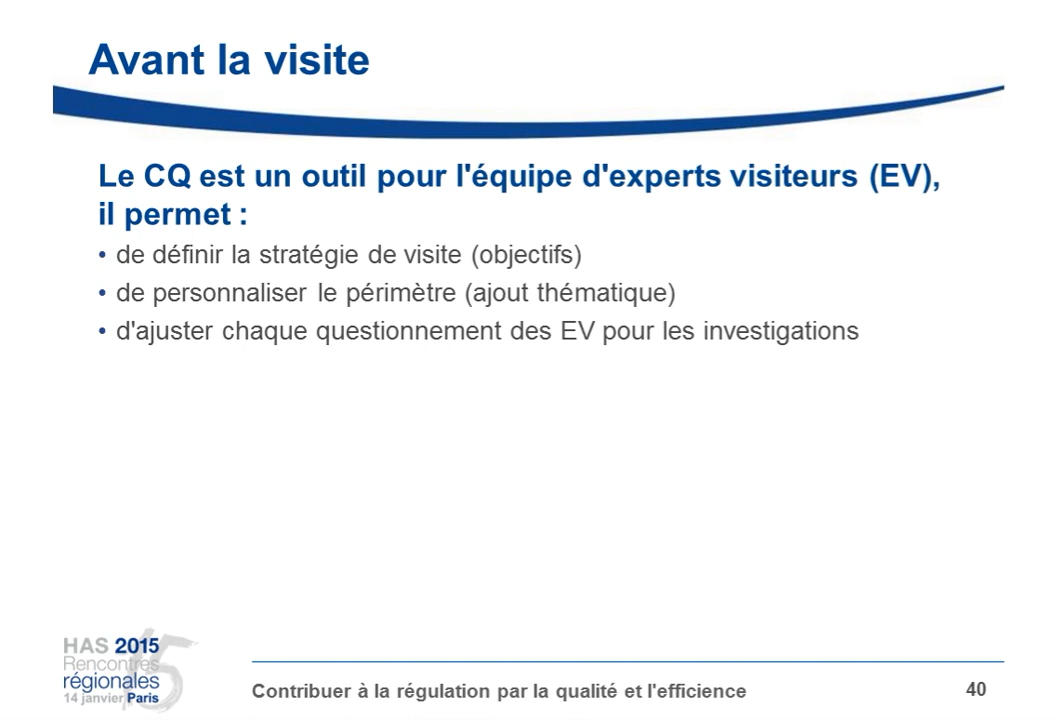 Avant la visite
Le CQ est un outil pour l'équipe d'experts visiteurs (EV),
il permet :
• de définir la stratégie de visite (objectifs)
• de personnaliser le périmètre (ajout thématique)
• d'ajuster chaque questionnement des EV pour les investigations
HAS 2015
Rencontres
régionales
14 janvier Paris
15
Contribuer à la régulation par la qualité et l'efficience
40